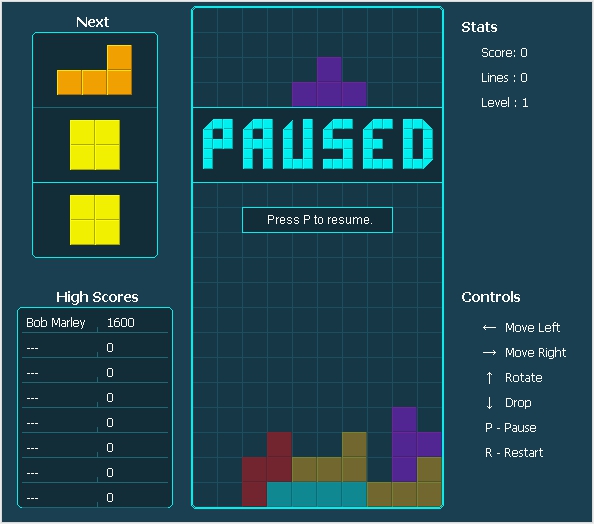 Next
Stats
Score: 0
Lines : 0
Level : 1
PAUSED
Press P to resume.
High Scores
Bob Marley 1600
--- 0
--- 0
--- 0
--- 0
--- 0
--- 0
--- 0
Controls
← Move Left
→ Move Right
↑ Rotate
↓ Drop
P - Pause
R - Restart